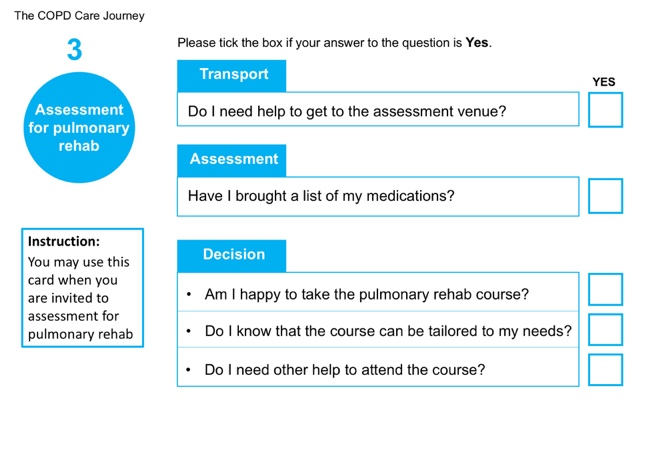 The COPD Care Journey
3
Assessment
for pulmonary
rehab
Instruction:
You may use this
card when you
are invited to
assessment for
pulmonary rehab
Please tick the box if your answer to the question is Yes.
YES
Transport
Do I need help to get to the assessment venue?
Assessment
Have I brought a list of my medications?
Decision
• Am I happy to take the pulmonary rehab course?
• Do I know that the course can be tailored to my needs?
• Do I need other help to attend the course?